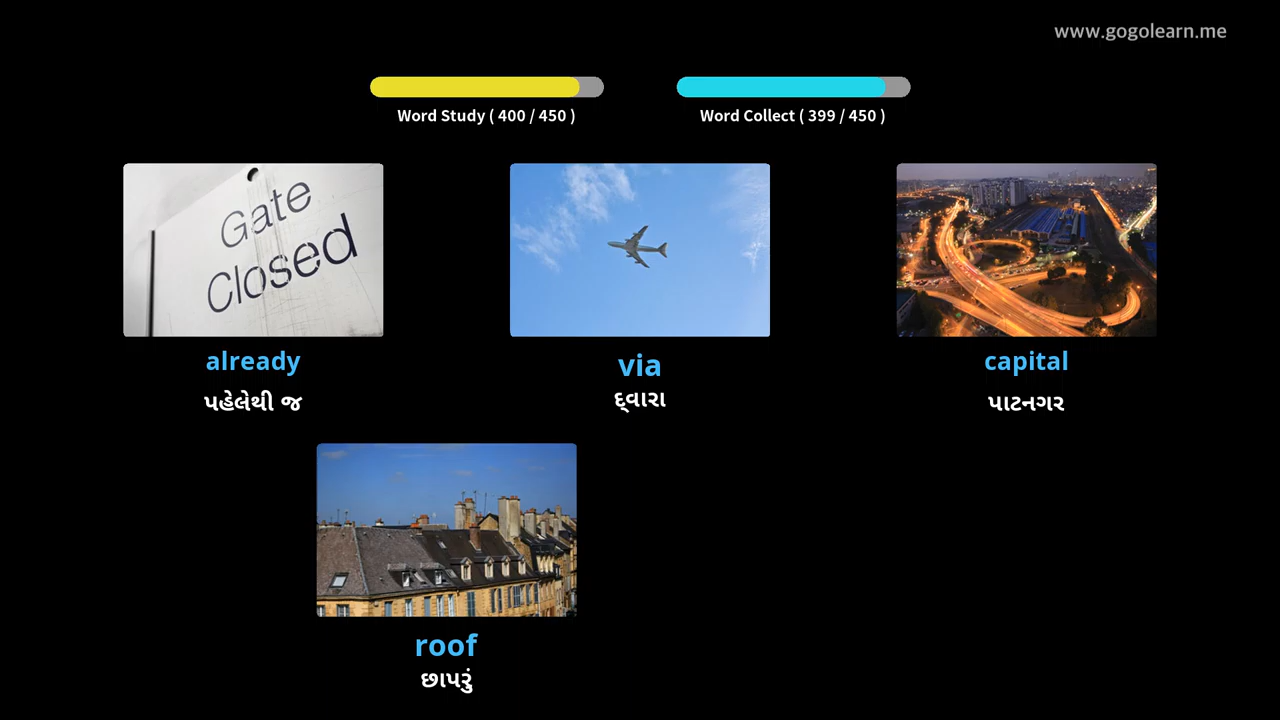 www.gogolearn.me
Word Study ( 400 / 450 )
Word Collect ( 399 / 450 )
Gate
Closed
already
via
capital
પહેલેથી જ
દ્વારા
પાટનગર
roof
છાપરું